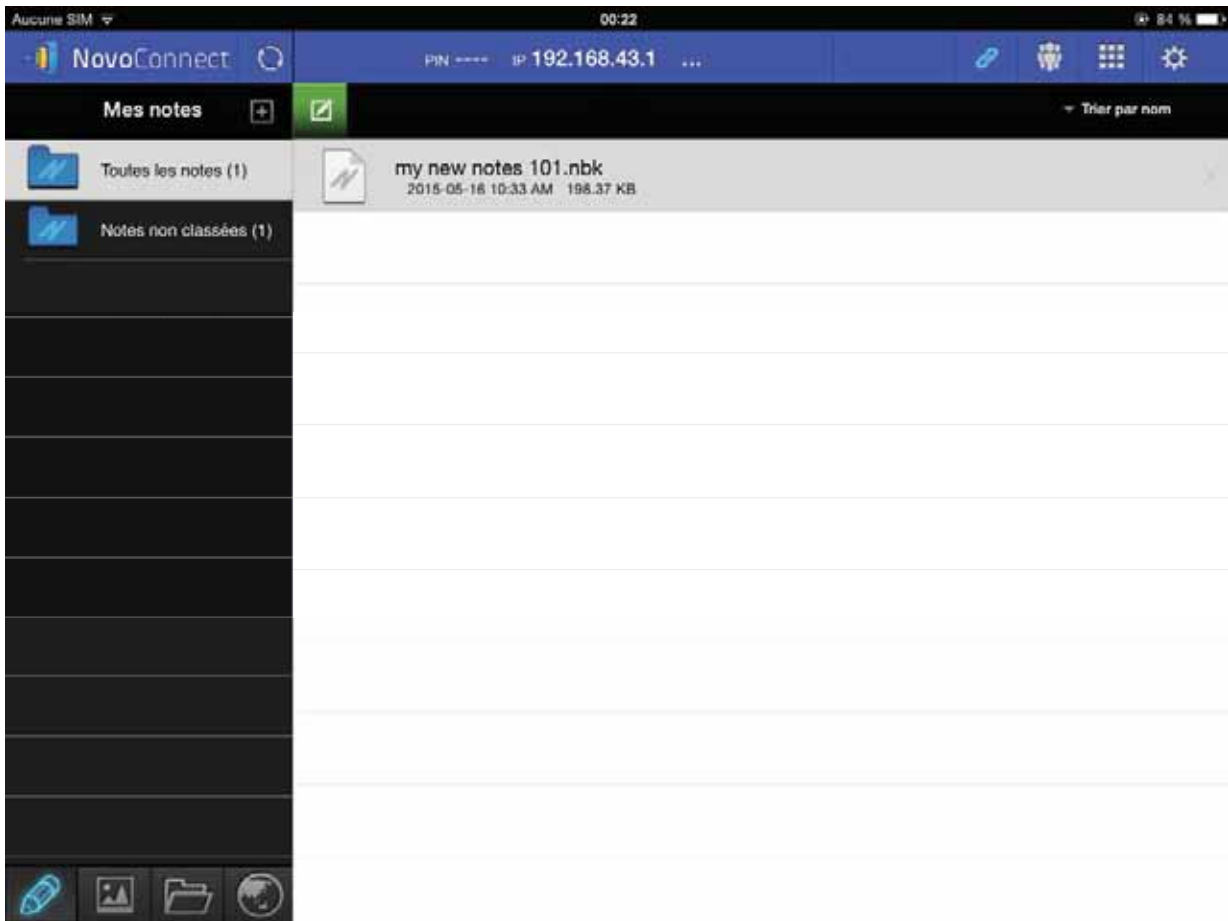 Aucune SIM 00:22 84 %
NovoConnect PIN ---- IP 192.168.43.1 ...
Mes notes Trier par nom
Toutes les notes (1)
my new notes 101.nbk
2015-05-16 10:33 AM 198.37 KB
Notes non classées (1)